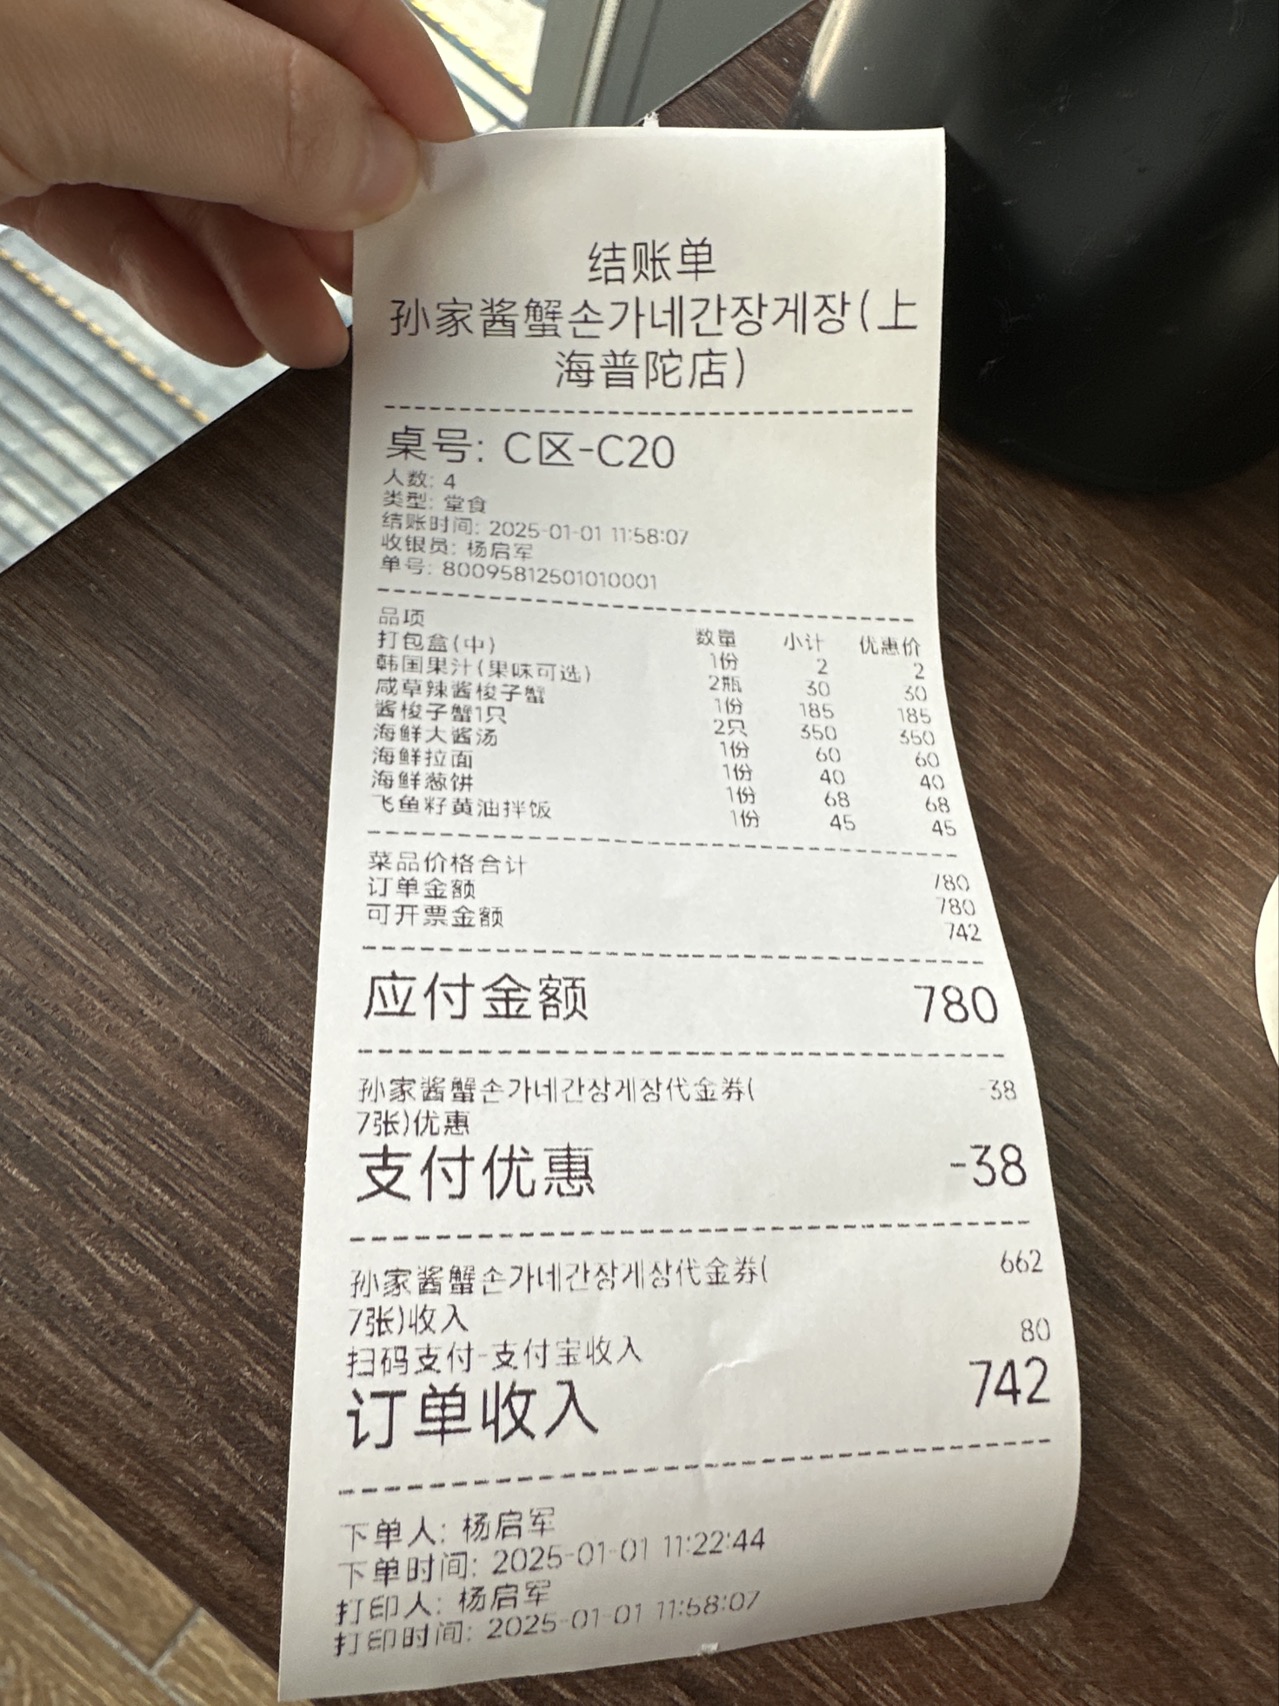 结账单
孙家酱蟹손가네간장게장(上
海普陀店)
桌号: C区-C20
人数: 4
类型: 堂食
结账时间: 2025-01-01 11:58:07
收银员: 杨启军
单号: 80095812501010001
品项 数量 小计 优惠价
打包盒(中) 1份 2 2
韩国果汁(果味可选) 2瓶 30 30
咸草辣酱梭子蟹 1份 185 185
酱梭子蟹1只 2只 350 350
海鲜大酱汤 1份 60 60
海鲜拉面 1份 40 40
海鲜葱饼 1份 68 68
飞鱼籽黄油拌饭 1份 45 45
菜品价格合计 780
订单金额 780
可开票金额 742
应付金额 780
孙家酱蟹손가네간장게장代金券( -38
7张)优惠
支付优惠 -38
孙家酱蟹손가네간장게장代金券( 662
7张)收入
扫码支付-支付宝收入 80
订单收入 742
下单人: 杨启军
下单时间: 2025-01-01 11:22:44
打印人: 杨启军
打印时间: 2025-01-01 11:58:07